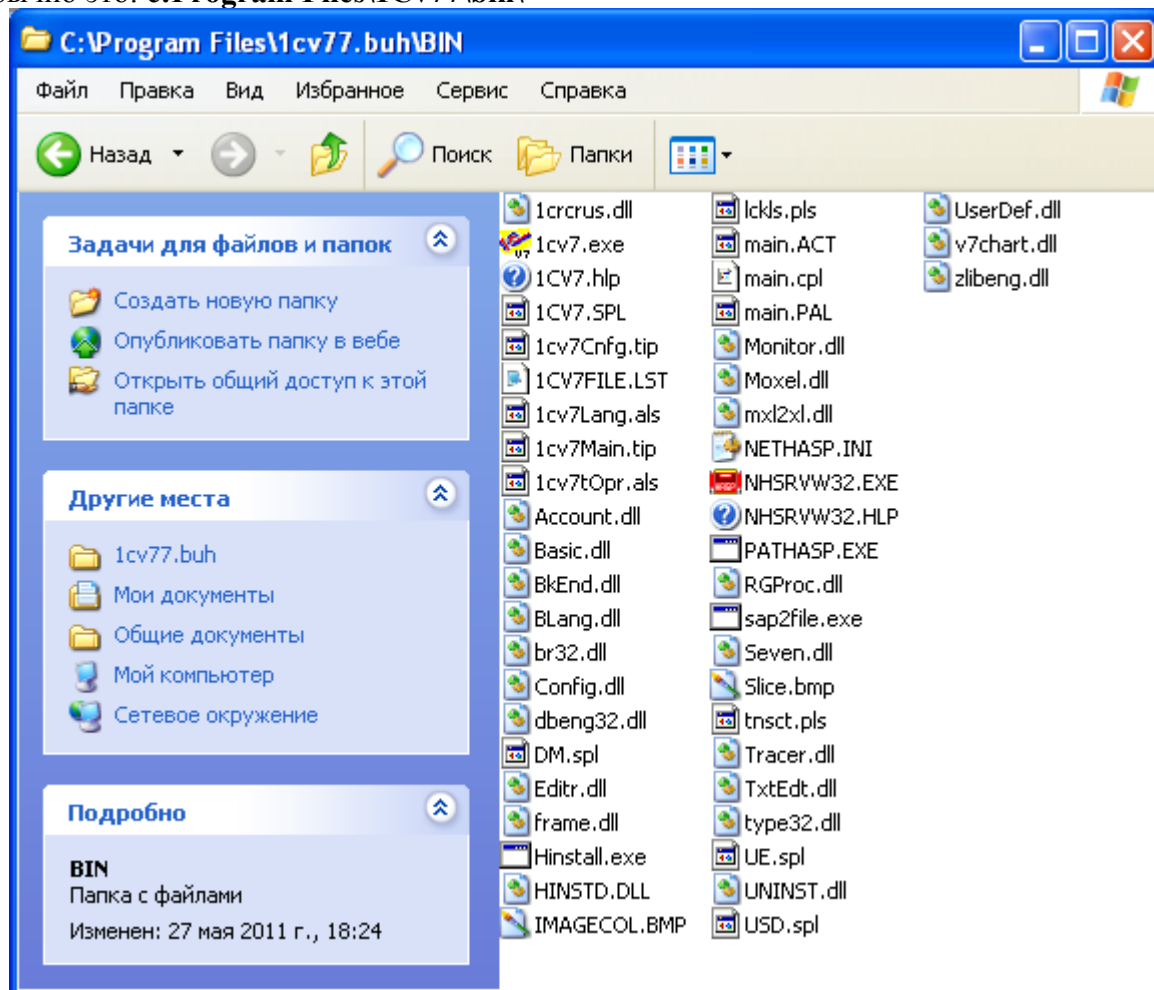 это: c:Program Files\1Cv77\bin\
C:\Program Files\1cv77.buh\BIN
Файл Правка Вид Избранное Сервис Справка
Назад Поиск Папки
Задачи для файлов и папок
Создать новую папку
Опубликовать папку в вебе
Открыть общий доступ к этой
папке
Другие места
1cv77.buh
Мои документы
Общие документы
Мой компьютер
Сетевое окружение
Подробно
BIN
Папка с файлами
Изменен: 27 мая 2011 г., 18:24
1crcrus.dll
1cv7.exe
1CV7.hlp
1CV7.SPL
1cv7Cnfg.tip
1CV7FILE.LST
1cv7Lang.als
1cv7Main.tip
1cv7tOpr.als
Account.dll
Basic.dll
BkEnd.dll
BLang.dll
br32.dll
Config.dll
dbeng32.dll
DM.spl
Editr.dll
frame.dll
Hinstall.exe
HINSTD.DLL
IMAGECOL.BMP
lckls.pls
main.ACT
main.cpl
main.PAL
Monitor.dll
Moxel.dll
mxl2xl.dll
NETHASP.INI
NHSRVW32.EXE
NHSRVW32.HLP
PATHASP.EXE
RGProc.dll
sap2file.exe
Seven.dll
Slice.bmp
tnsct.pls
Tracer.dll
TxtEdt.dll
type32.dll
UE.spl
UNINST.dll
USD.spl
UserDef.dll
v7chart.dll
zlibeng.dll